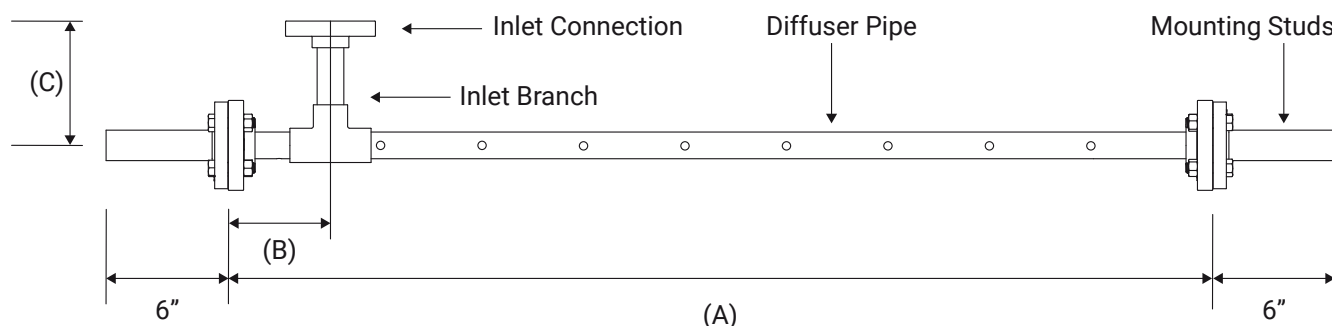 Inlet Connection
Diffuser Pipe
Mounting Studs
(C)
Inlet Branch
(B)
6”
(A)
6”